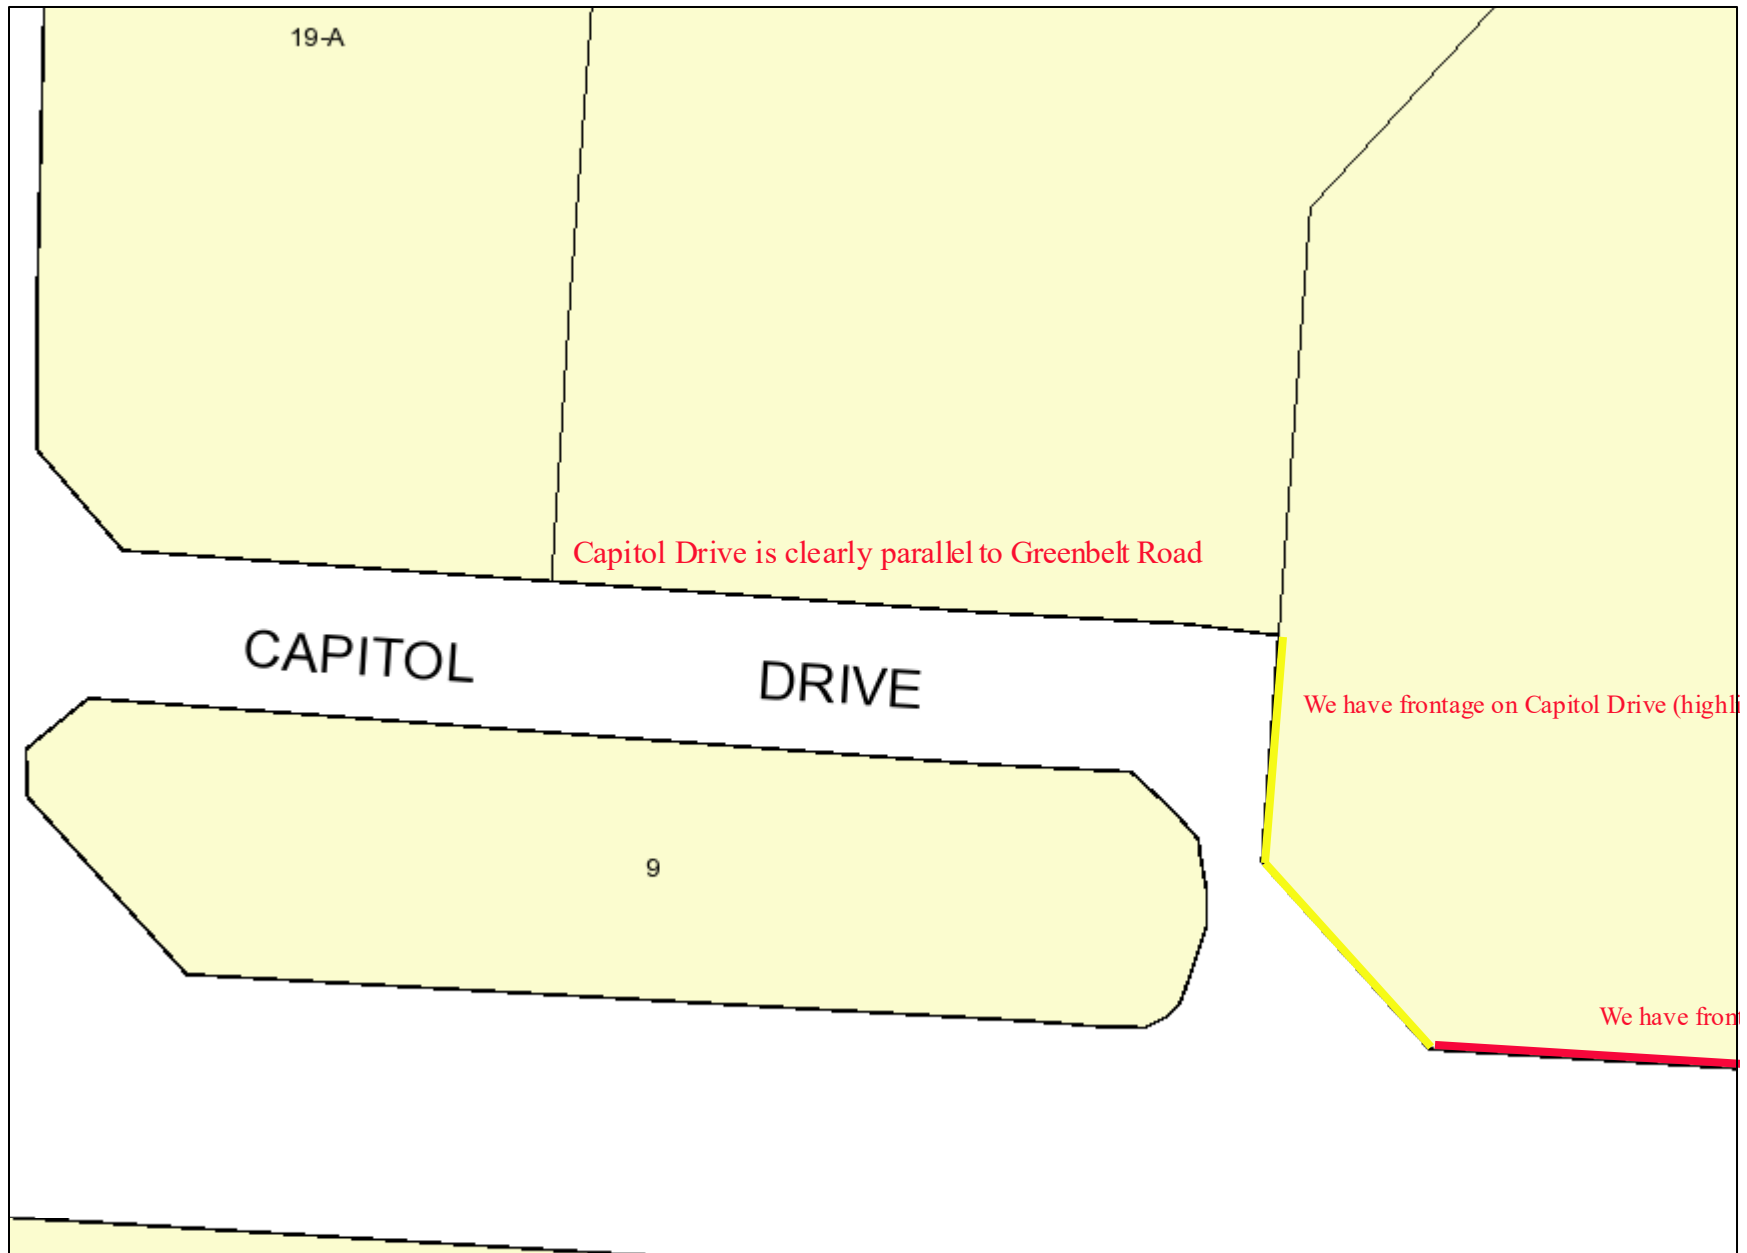 19-A
Capitol Drive is clearly parallel to Greenbelt Road
CAPITOL DRIVE
We have frontage on Capitol Drive (highli
9
We have fron